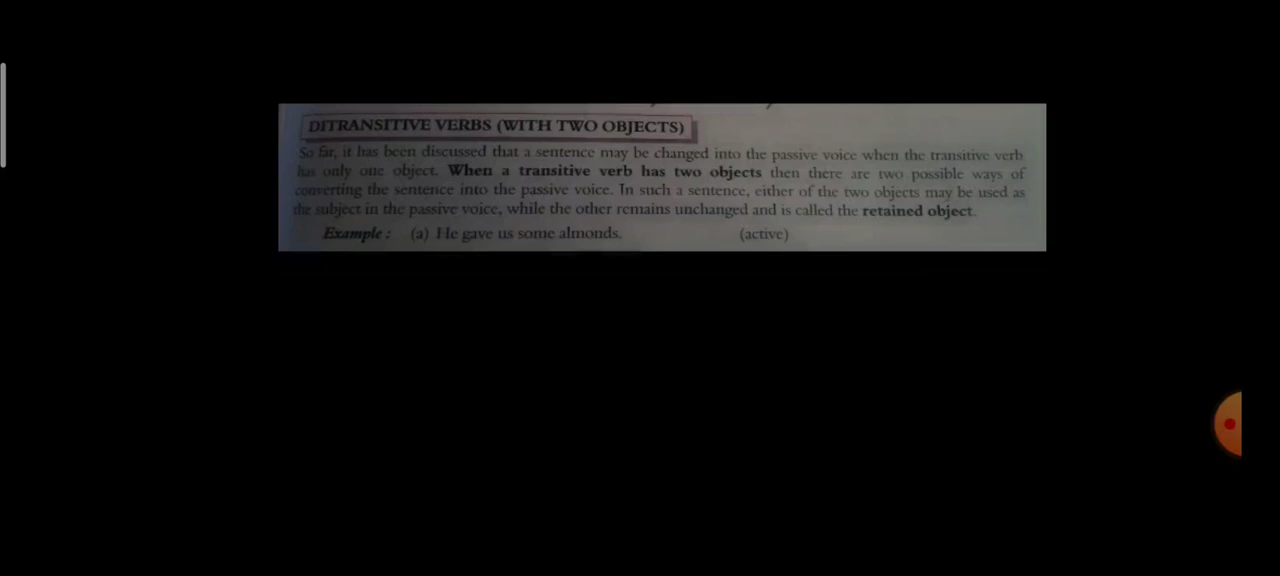 DITRANSITIVE VERBS (WITH TWO OBJECTS)
So far, it has been discussed that a sentence may be changed into the passive voice when the transitive verb
has only one object. When a transitive verb has two objects then there are two possible ways of
converting the sentence into the passive voice. In such a sentence, either of the two objects may be used as
the subject in the passive voice, while the other remains unchanged and is called the retained object.
Example : (a) He gave us some almonds. (active)